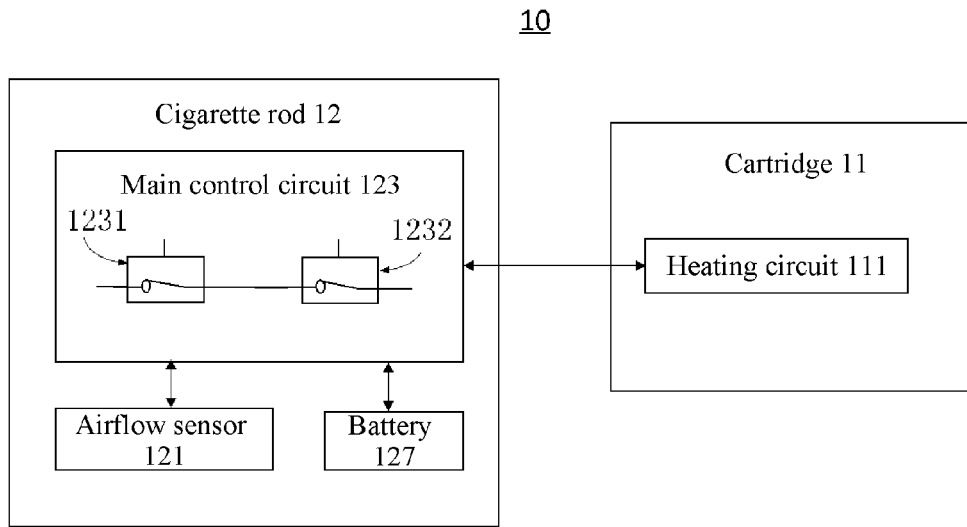 10
Cigarette rod 12
Main control circuit 123
1231
1232
Airflow sensor
121
Battery
127
Cartridge 11
Heating circuit 111